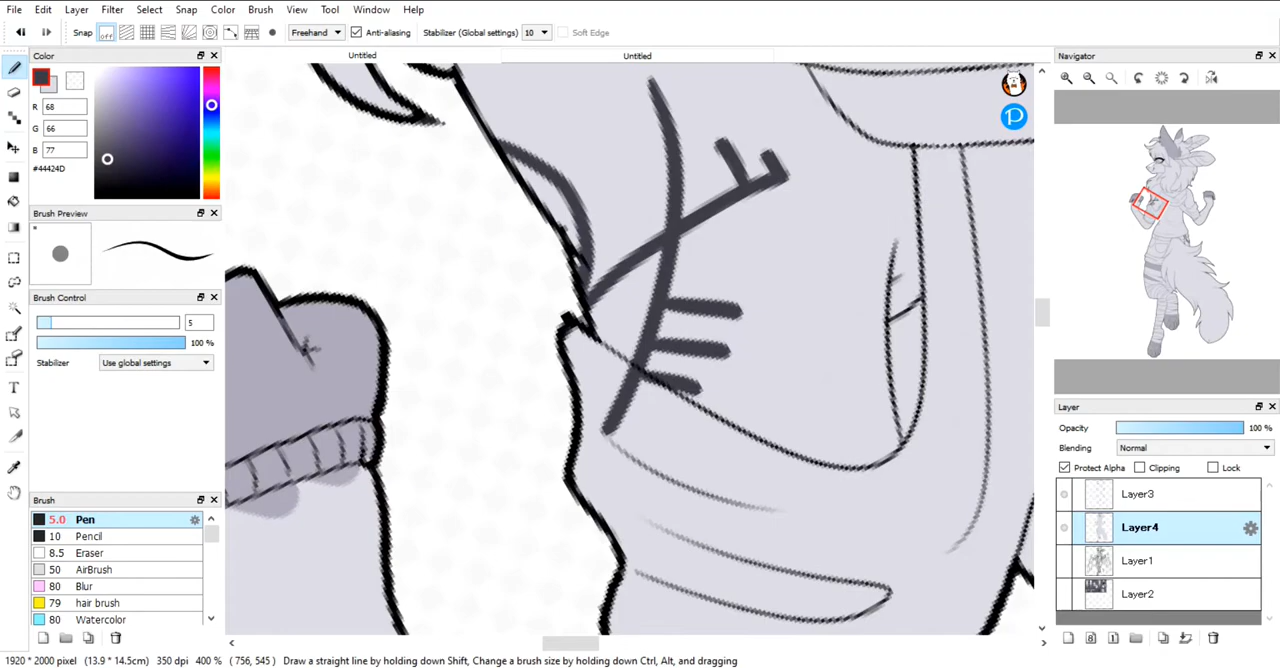 File Edit Layer Filter Select Snap Color Brush View Tool Window Help
Snap off Freehand Anti-aliasing Stabilizer (Global settings) 10 Soft Edge
Color
Untitled
Untitled
Navigator
R 68
G 66
B 77
#44424D
Brush Preview
Brush Control
5
100 %
Stabilizer Use global settings
Brush
5.0 Pen
10 Pencil
8.5 Eraser
50 AirBrush
80 Blur
79 hair brush
80 Watercolor
Layer
Opacity 100 %
Blending Normal
Protect Alpha Clipping Lock
Layer3
Layer4
Layer1
Layer2
1920 * 2000 pixel (13.9 * 14.5cm) 350 dpi 400 % ( 756, 545 ) Draw a straight line by holding down Shift, Change a brush size by holding down Ctrl, Alt, and dragging